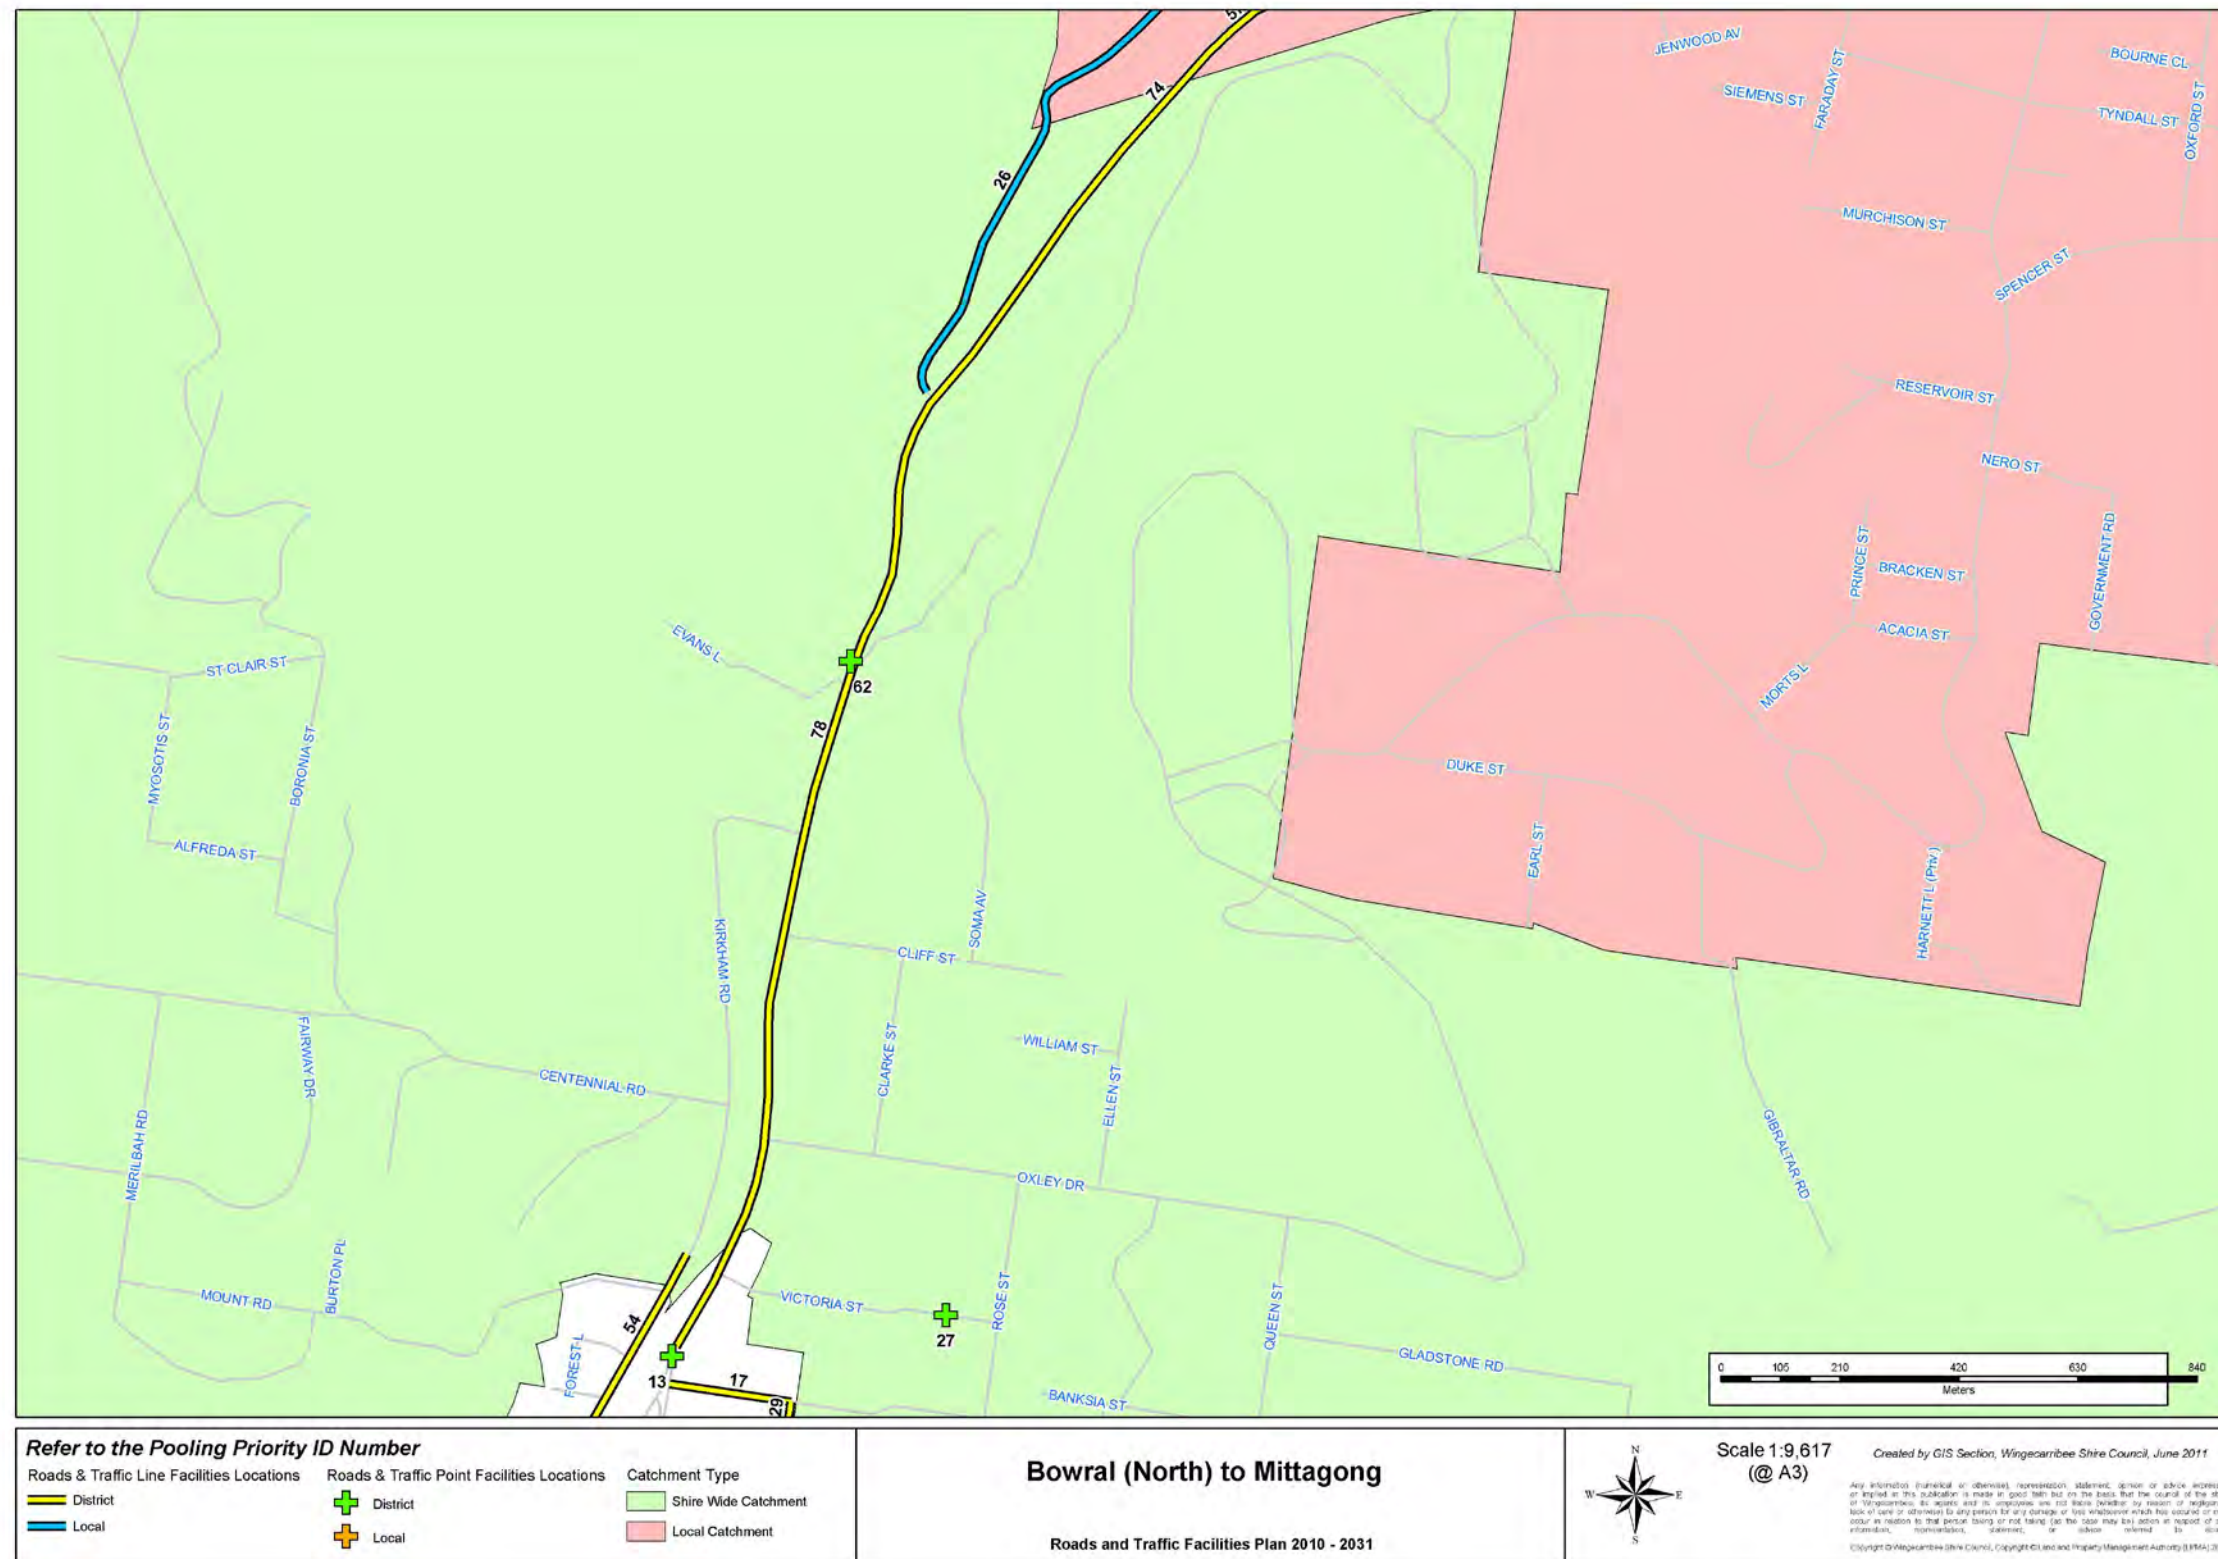 57
JENWOOD AV
FARADAY ST
BOURNE CL
SIEMENS ST
TYNDALL ST
OXFORD ST
74
26
MURCHISON ST
SPENCER ST
RESERVOIR ST
NERO ST
GOVERNMENT RD
PRINCE ST
BRACKEN ST
ACACIA ST
MORTS L
EVANS L
62
78
ST CLAIR ST
MYOSOTIS ST
BORONIA ST
ALFREDA ST
DUKE ST
EARL ST
HARNETT L (Priv)
KIRKHAM RD
CLIFF ST
SOMA AV
CLARKE ST
WILLIAM ST
ELLEN ST
FAIRWAY DR
CENTENNIAL RD
MERILBAH RD
GIBRALTAR RD
OXLEY DR
MOUNT RD
BURTON PL
VICTORIA ST
ROSE ST
QUEEN ST
27
54
FOREST L
13
17
29
GLADSTONE RD
BANKSIA ST
0 105 210 420 630 840
Meters
Refer to the Pooling Priority ID Number
Roads & Traffic Line Facilities Locations
District
Local
Roads & Traffic Point Facilities Locations
District
Local
Catchment Type
Shire Wide Catchment
Local Catchment
Bowral (North) to Mittagong
Roads and Traffic Facilities Plan 2010 - 2031
N
W E
S
Scale 1:9,617
(@ A3)
Created by GIS Section, Wingecarribee Shire Council, June 2011